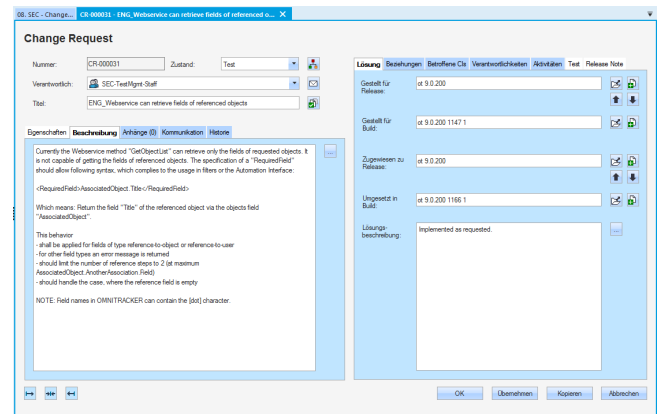 08. SEC - Change... CR-000031 - ENG_Webservice can retrieve fields of referenced o...
Change Request
Nummer: CR-000031 Zustand: Test
Verantwortlich: SEC-TestMgmt-Staff
Titel: ENG_Webservice can retrieve fields of referenced objects
Eigenschaften Beschreibung Anhänge (0) Kommunikation Historie
Currently the Webservice method "GetObjectList" can retrieve only the fields of requested objects. It
is not capable of getting the fields of referenced objects. The specification of a "RequiredField"
should allow following syntax, which complies to the usage in filters or the Automation Interface:
<RequiredField>AssociatedObject.Title</RequiredField>
Which means: Return the field "Title" of the referenced object via the objects field
"AssociatedObject".
This behavior
- shall be applied for fields of type reference-to-object or reference-to-user
- for other field types an error message is returned
- should limit the number of reference steps to 2 (at maximum
AssociatedObject.AnotherAssociation.Field)
- should handle the case, where the reference field is empty
NOTE: Field names in OMNITRACKER can contain the [dot] character.
...
Lösung Beziehungen Betroffene CIs Verantwortlichkeiten Aktivitäten Test Release Note
Gestellt für
Release:
ot 9.0.200
Gestellt für
Build:
ot 9.0.200 1147 1
Zugewiesen zu
Release:
ot 9.0.200
Umgesetzt in
Build:
ot 9.0.200 1166 1
Lösungs-
beschreibung:
Implemented as requested.
...
OK Übernehmen Kopieren Abbrechen